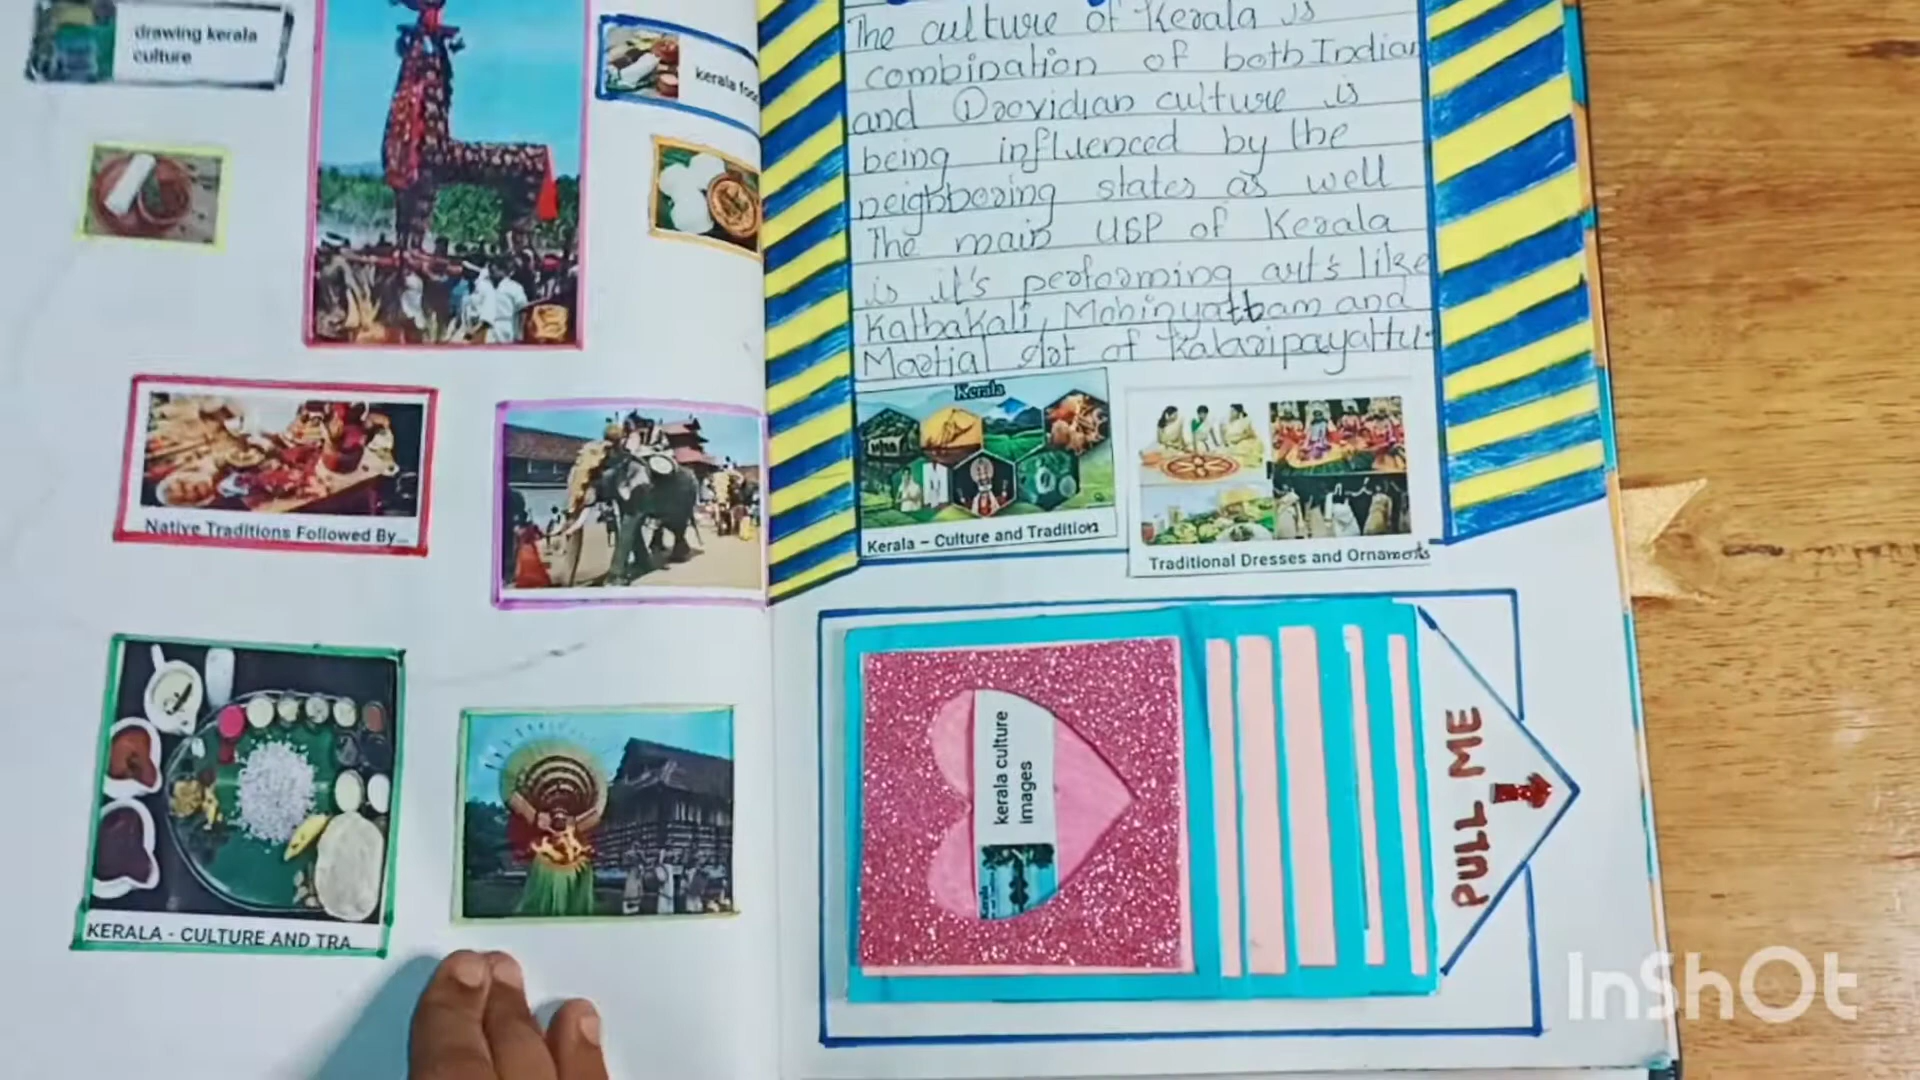 drawing kerala
culture
kerala foo
Native Traditions Followed By...
KERALA - CULTURE AND TRA...
The culture of Kerala is
combination of both Indian
and Dravidian culture is
being influenced by the
neighboring states as well
The main USP of Kerala
is it's performing art's like
Kathakali, Mohinyattam and
Martial Art of Kalaripayattu.
Kerala
Kerala – Culture and Tradition
Traditional Dresses and Ornaments
kerala culture
images
Kerala
PULL ME
InShOt